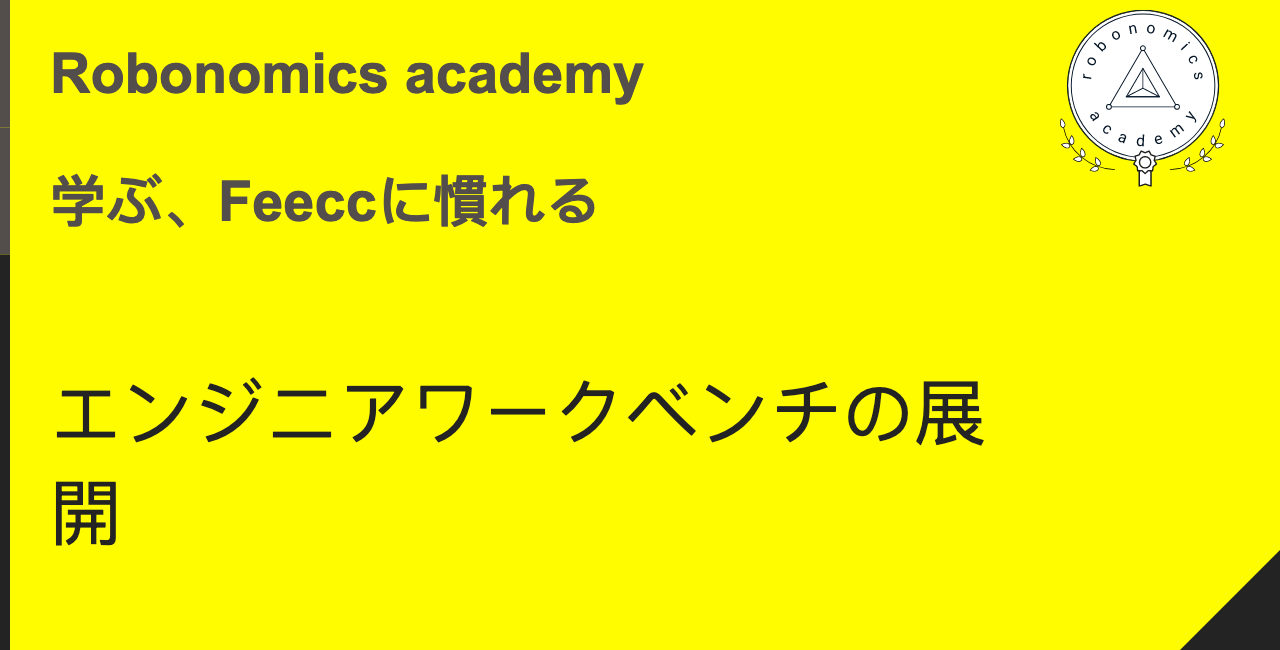 Robonomics academy
robonomics
academy
学ぶ、Feeccに慣れる
エンジニアワークベンチの展
開